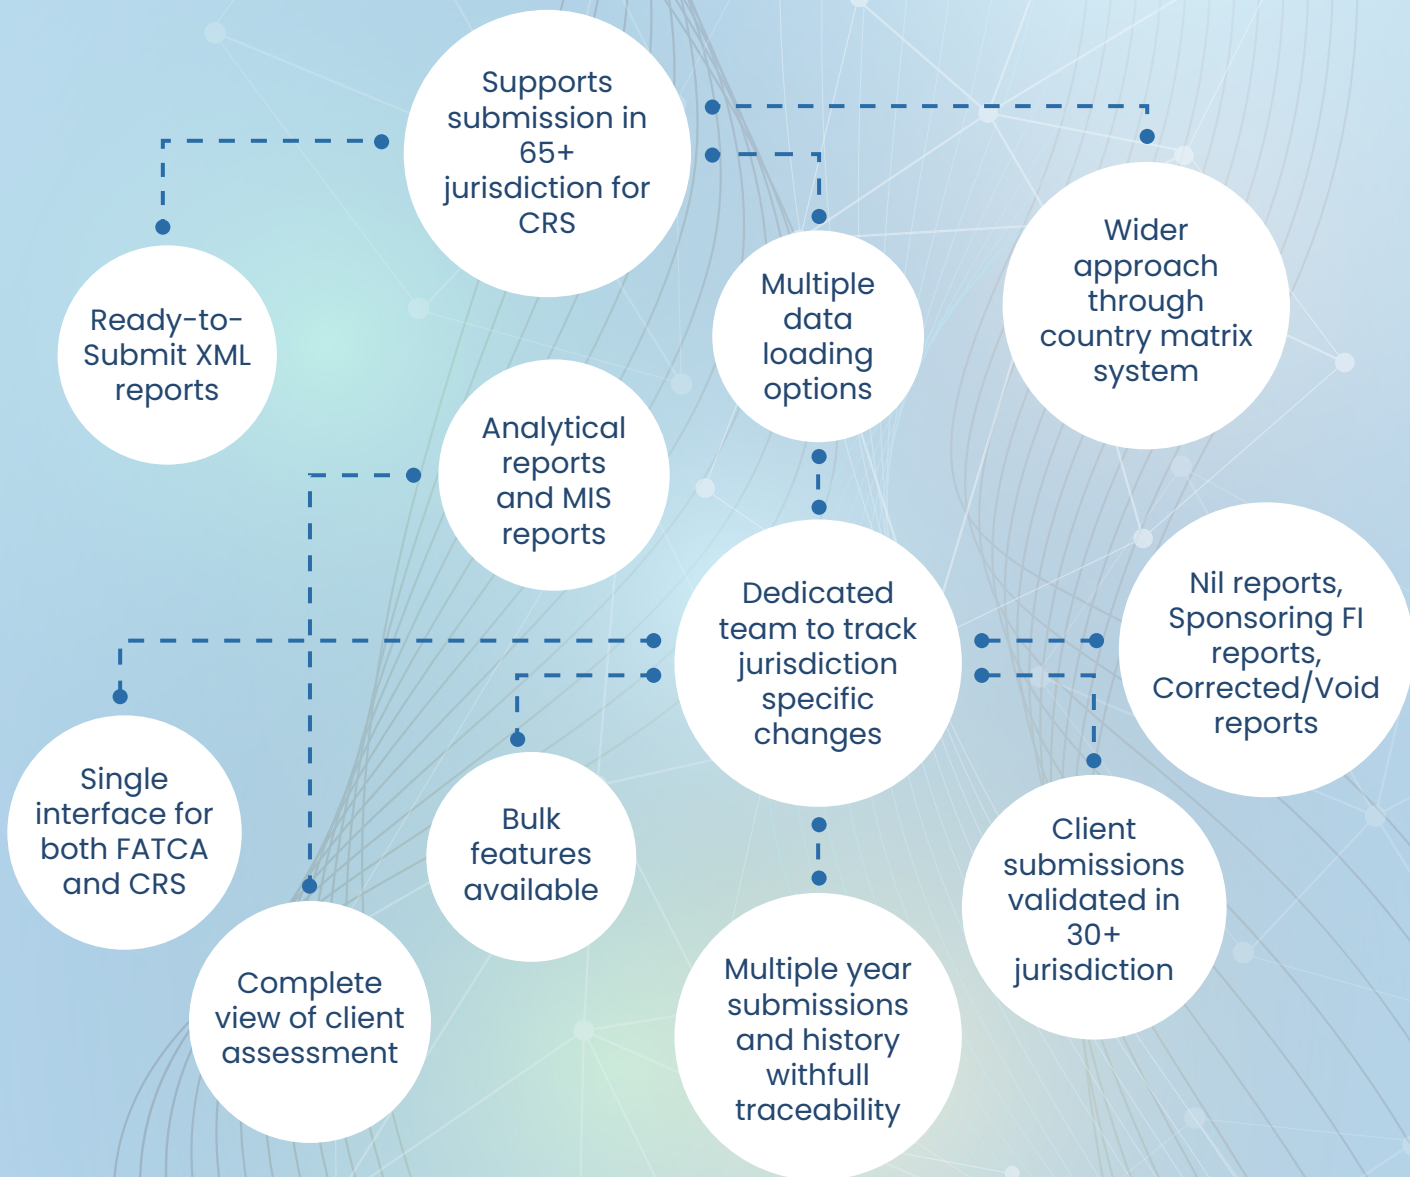 Supports
submission in
65+
jurisdiction for
CRS
Ready-to-
Submit XML
reports
Multiple
data
loading
options
Wider
approach
through
country matrix
system
Analytical
reports
and MIS
reports
Dedicated
team to track
jurisdiction
specific
changes
Nil reports,
Sponsoring FI
reports,
Corrected/Void
reports
Single
interface for
both FATCA
and CRS
Bulk
features
available
Client
submissions
validated in
30+
jurisdiction
Complete
view of client
assessment
Multiple year
submissions
and history
withfull
traceability